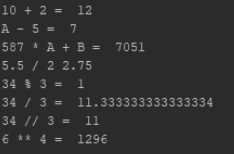 10 + 2 =  12
A - 5 =  7
587 * A + B =  7051
5.5 / 2 2.75
34 % 3 =  1
34 / 3 =  11.333333333333334
34 // 3 =  11
6 ** 4 =  1296